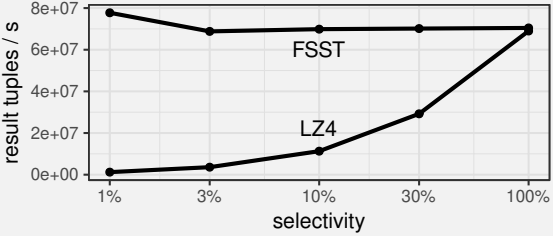 result tuples / s
8e+07
6e+07
4e+07
2e+07
0e+00
FSST
LZ4
1%
3%
10%
30%
100%
selectivity